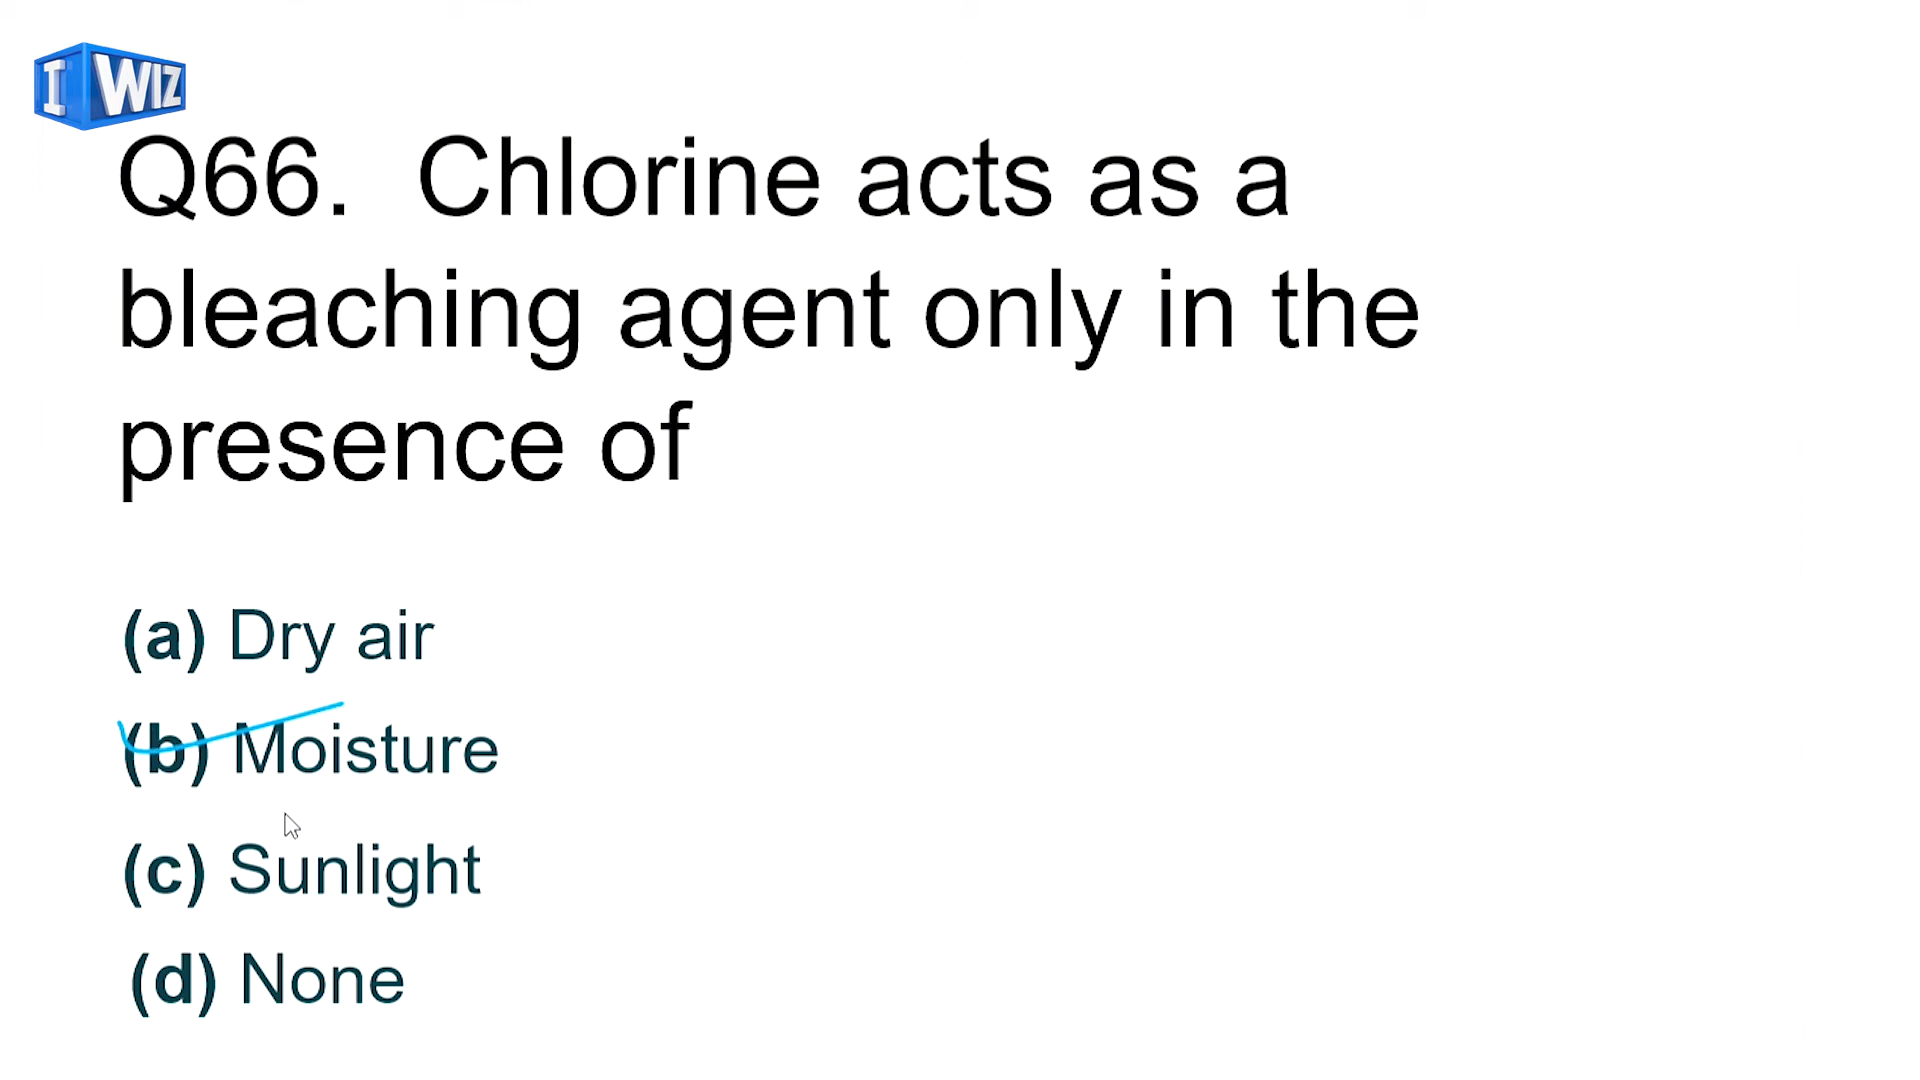 I WIZ
Q66. Chlorine acts as a
bleaching agent only in the
presence of
(a) Dry air
(b) Moisture
(c) Sunlight
(d) None